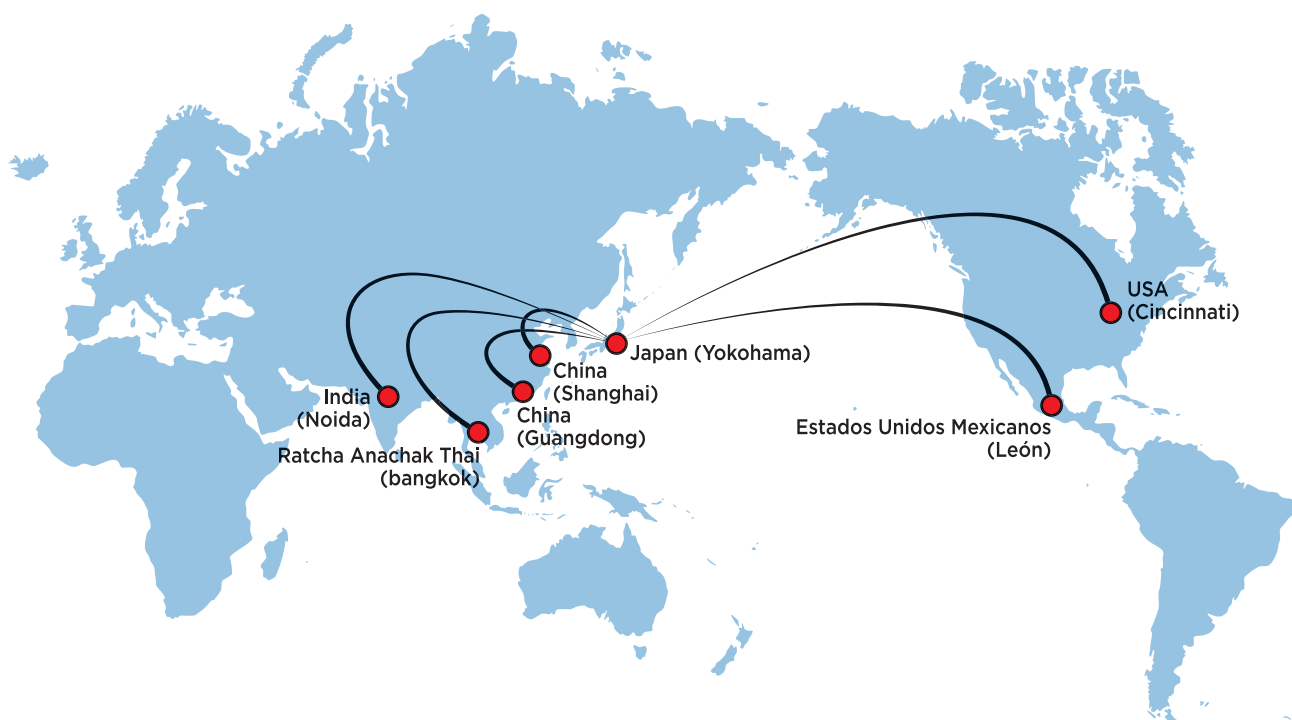 USA
(Cincinnati)
Japan (Yokohama)
China
(Shanghai)
India
(Noida)
China
(Guangdong)
Estados Unidos Mexicanos
(León)
Ratcha Anachak Thai
(bangkok)